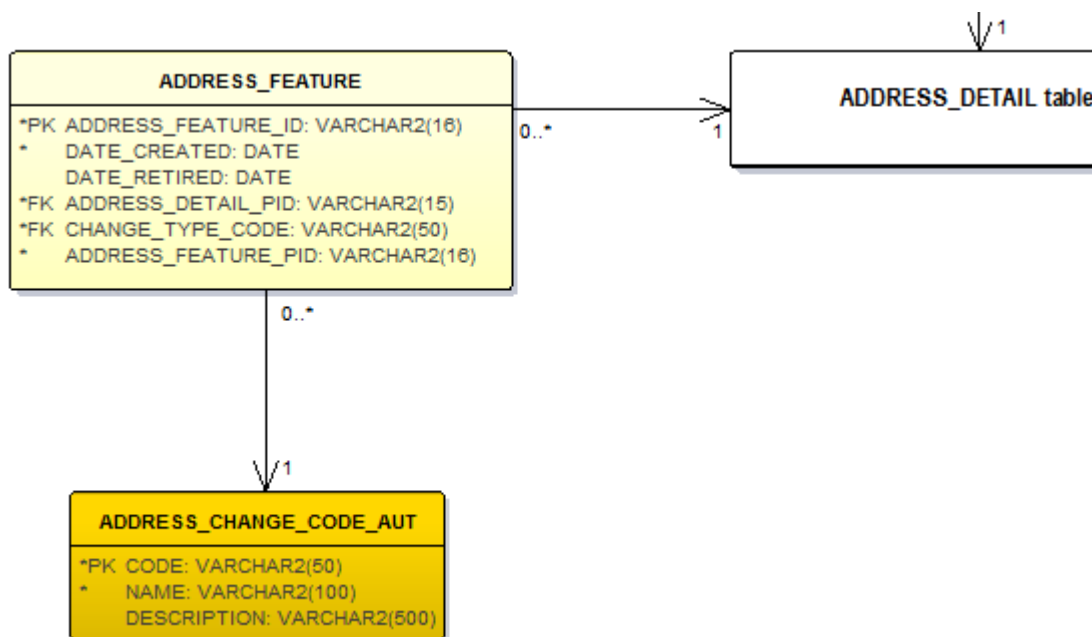 1
ADDRESS_FEATURE
ADDRESS_DETAIL table
*PK ADDRESS_FEATURE_ID: VARCHAR2(16)
* DATE_CREATED: DATE
DATE_RETIRED: DATE
*FK ADDRESS_DETAIL_PID: VARCHAR2(15)
*FK CHANGE_TYPE_CODE: VARCHAR2(50)
* ADDRESS_FEATURE_PID: VARCHAR2(16)
0..*
1
0..*
1
ADDRESS_CHANGE_CODE_AUT
*PK CODE: VARCHAR2(50)
* NAME: VARCHAR2(100)
DESCRIPTION: VARCHAR2(500)